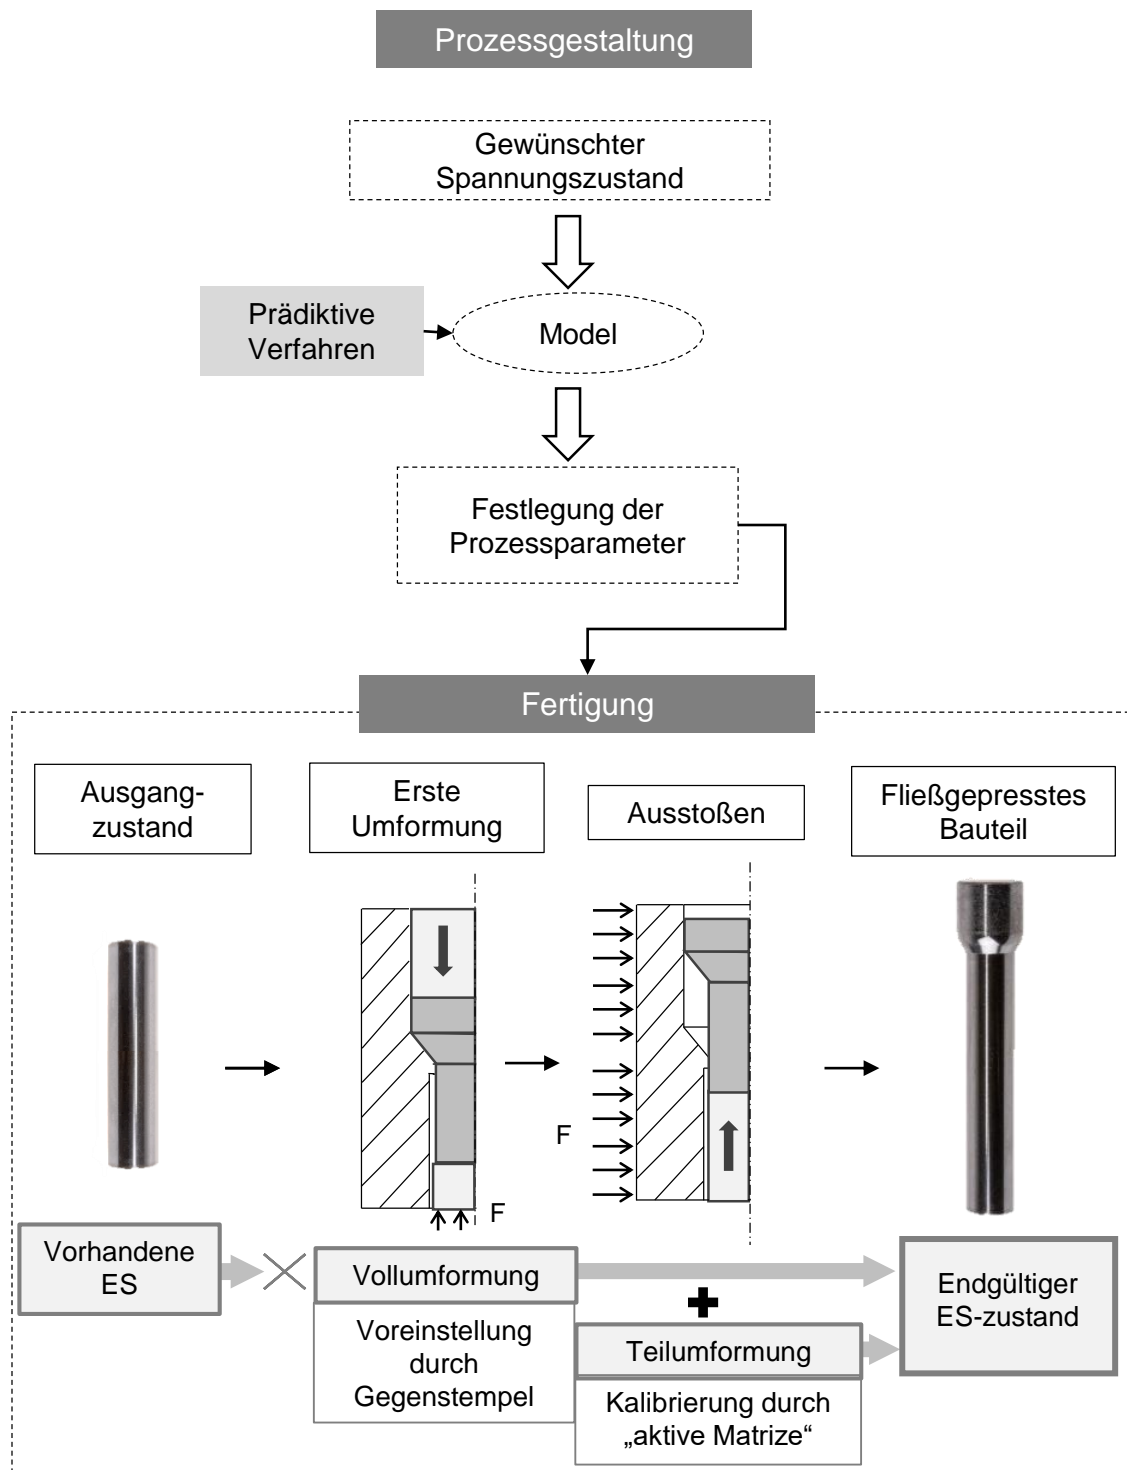 Prozessgestaltung
Gewünschter
Spannungszustand
Prädiktive
Verfahren
Model
Festlegung der
Prozessparameter
Fertigung
Ausgang-
zustand
Erste
Umformung
Ausstoßen
Fließgepresstes
Bauteil
F
F
Vorhandene
ES
Vollumformung
Voreinstellung
durch
Gegenstempel
Teilumformung
Kalibrierung durch
„aktive Matrize“
Endgültiger
ES-zustand